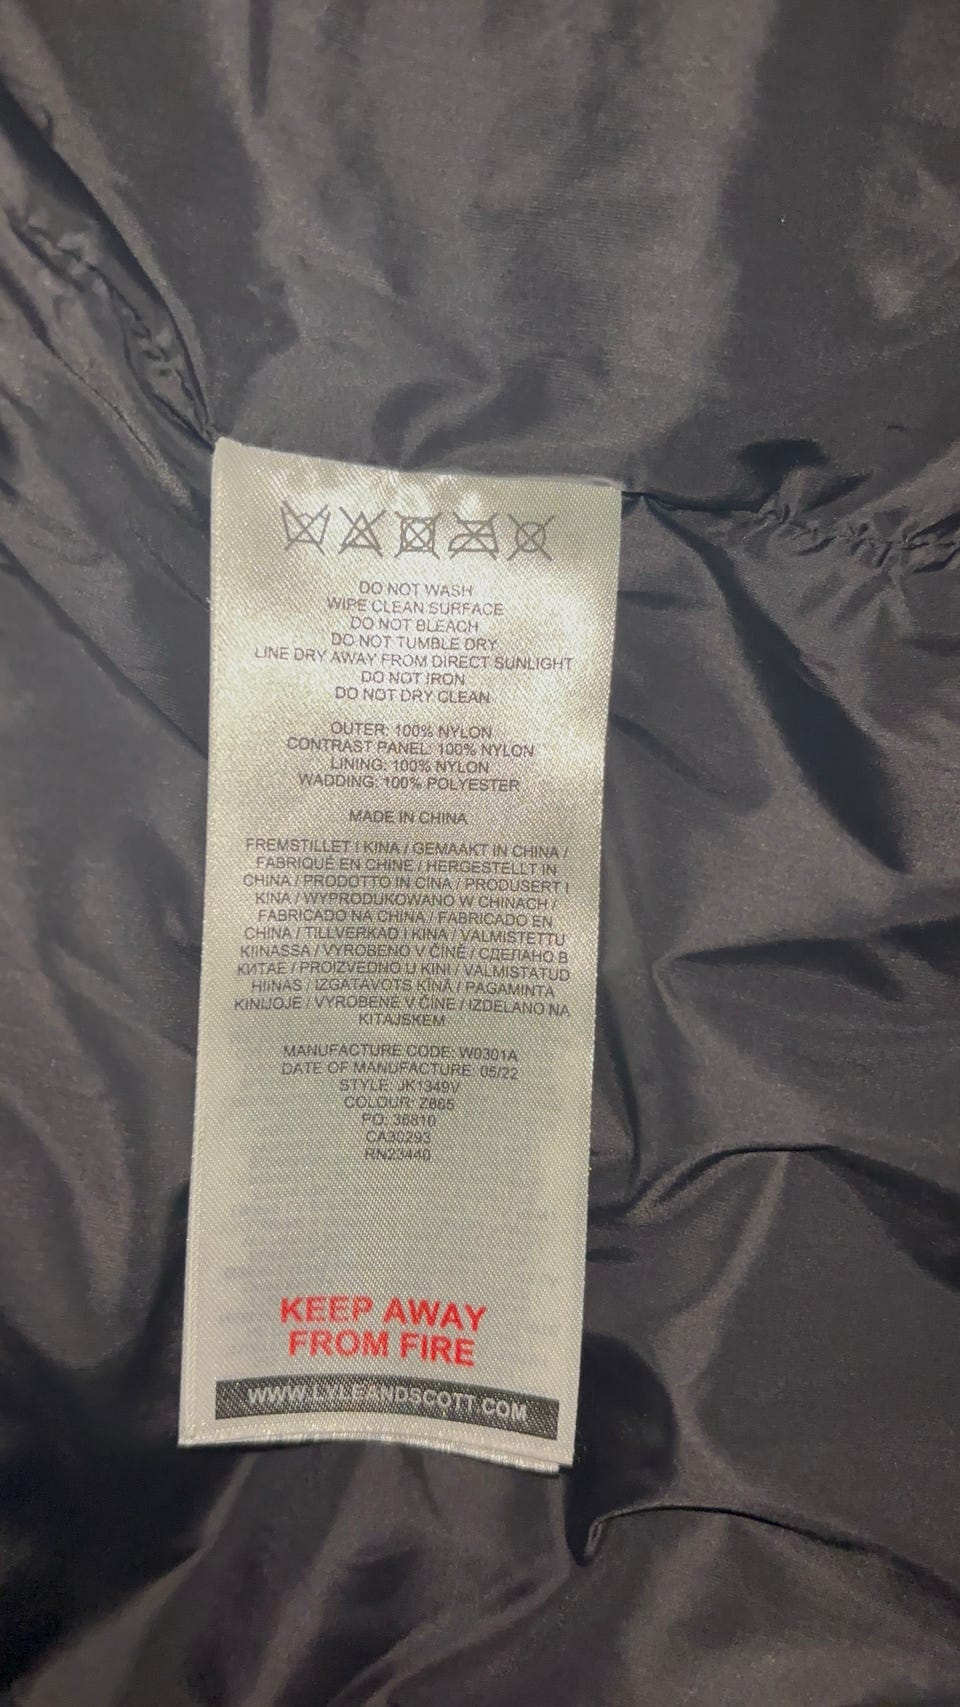 DO NOT WASH
WIPE CLEAN SURFACE
DO NOT BLEACH
DO NOT TUMBLE DRY
LINE DRY AWAY FROM DIRECT SUNLIGHT
DO NOT IRON
DO NOT DRY CLEAN
OUTER: 100% NYLON
CONTRAST PANEL: 100% NYLON
LINING: 100% NYLON
WADDING: 100% POLYESTER
MADE IN CHINA
FREMSTILLET I KINA / GEMAAKT IN CHINA /
FABRIQUÉ EN CHINE / HERGESTELLT IN
CHINA / PRODOTTO IN CINA / PRODUSERT I
KINA / WYPRODUKOWANO W CHINACH /
FABRICADO NA CHINA / FABRICADO EN
CHINA / TILLVERKAD I KINA / VALMISTETTU
KIINASSA / VYROBENO V ČÍNĚ / СДЕЛАНО В
КИТАЕ / PROIZVEDNO U KINI / VALMISTATUD
HIINAS / IZGATAVOTS ĶĪNĀ / PAGAMINTA
KINIJOJE / VYROBENE V ČÍNE / IZDELANO NA
KITAJSKEM
MANUFACTURE CODE: W0301A
DATE OF MANUFACTURE: 05/22
STYLE: JK1349V
COLOUR: Z865
PO: 36810
CA30293
RN23440
KEEP AWAY
FROM FIRE
WWW.LYLEANDSCOTT.COM